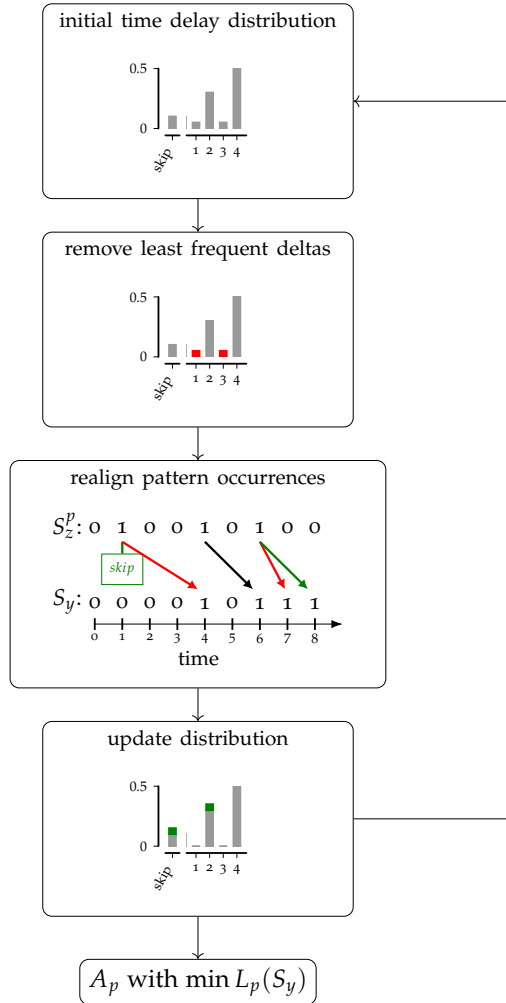 initial time delay distribution
0.5
0
skip 1 2 3 4
remove least frequent deltas
0.5
0
skip 1 2 3 4
realign pattern occurrences
S_z^p: 0 1 0 0 1 0 1 0 0
skip
S_y: 0 0 0 0 1 0 1 1 1
0 1 2 3 4 5 6 7 8
time
update distribution
0.5
0
skip 1 2 3 4
A_p with min L_p(S_y)